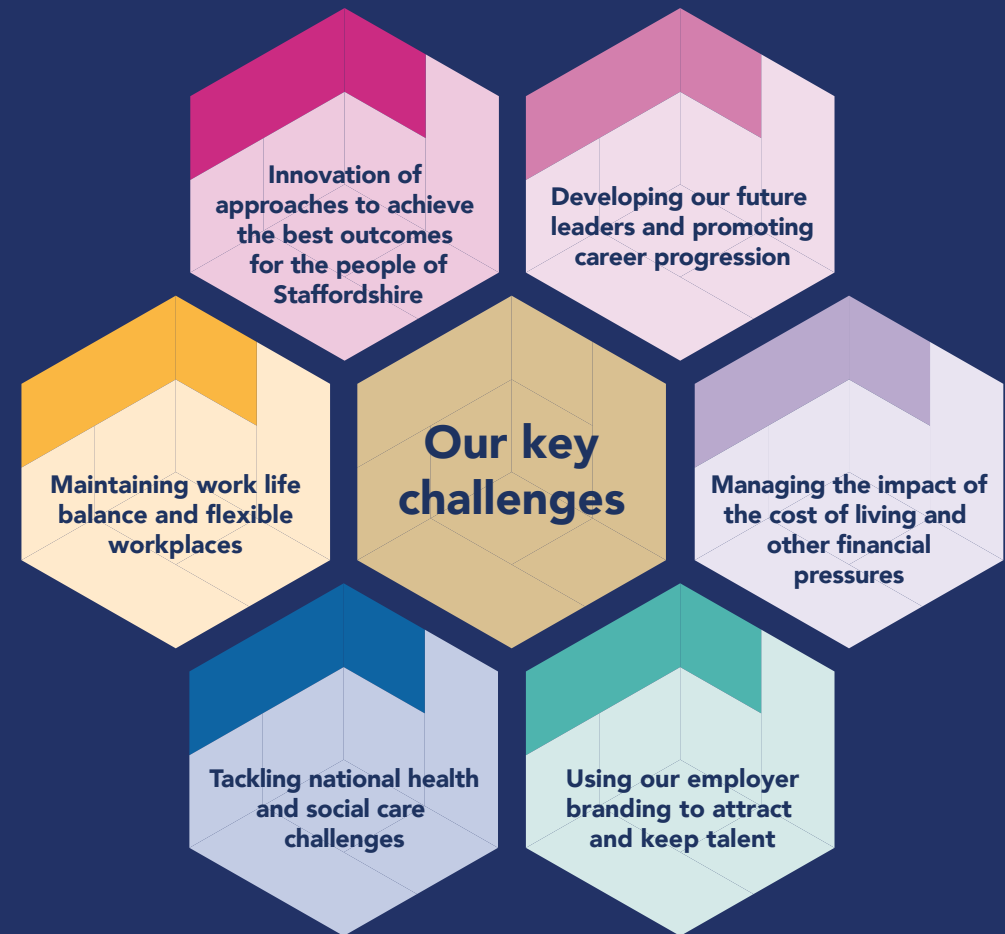 Innovation of
approaches to achieve
the best outcomes
for the people of
Staffordshire
Developing our future
leaders and promoting
career progression
Maintaining work life
balance and flexible
workplaces
Our key
challenges
Managing the impact of
the cost of living and
other financial
pressures
Tackling national health
and social care
challenges
Using our employer
branding to attract
and keep talent